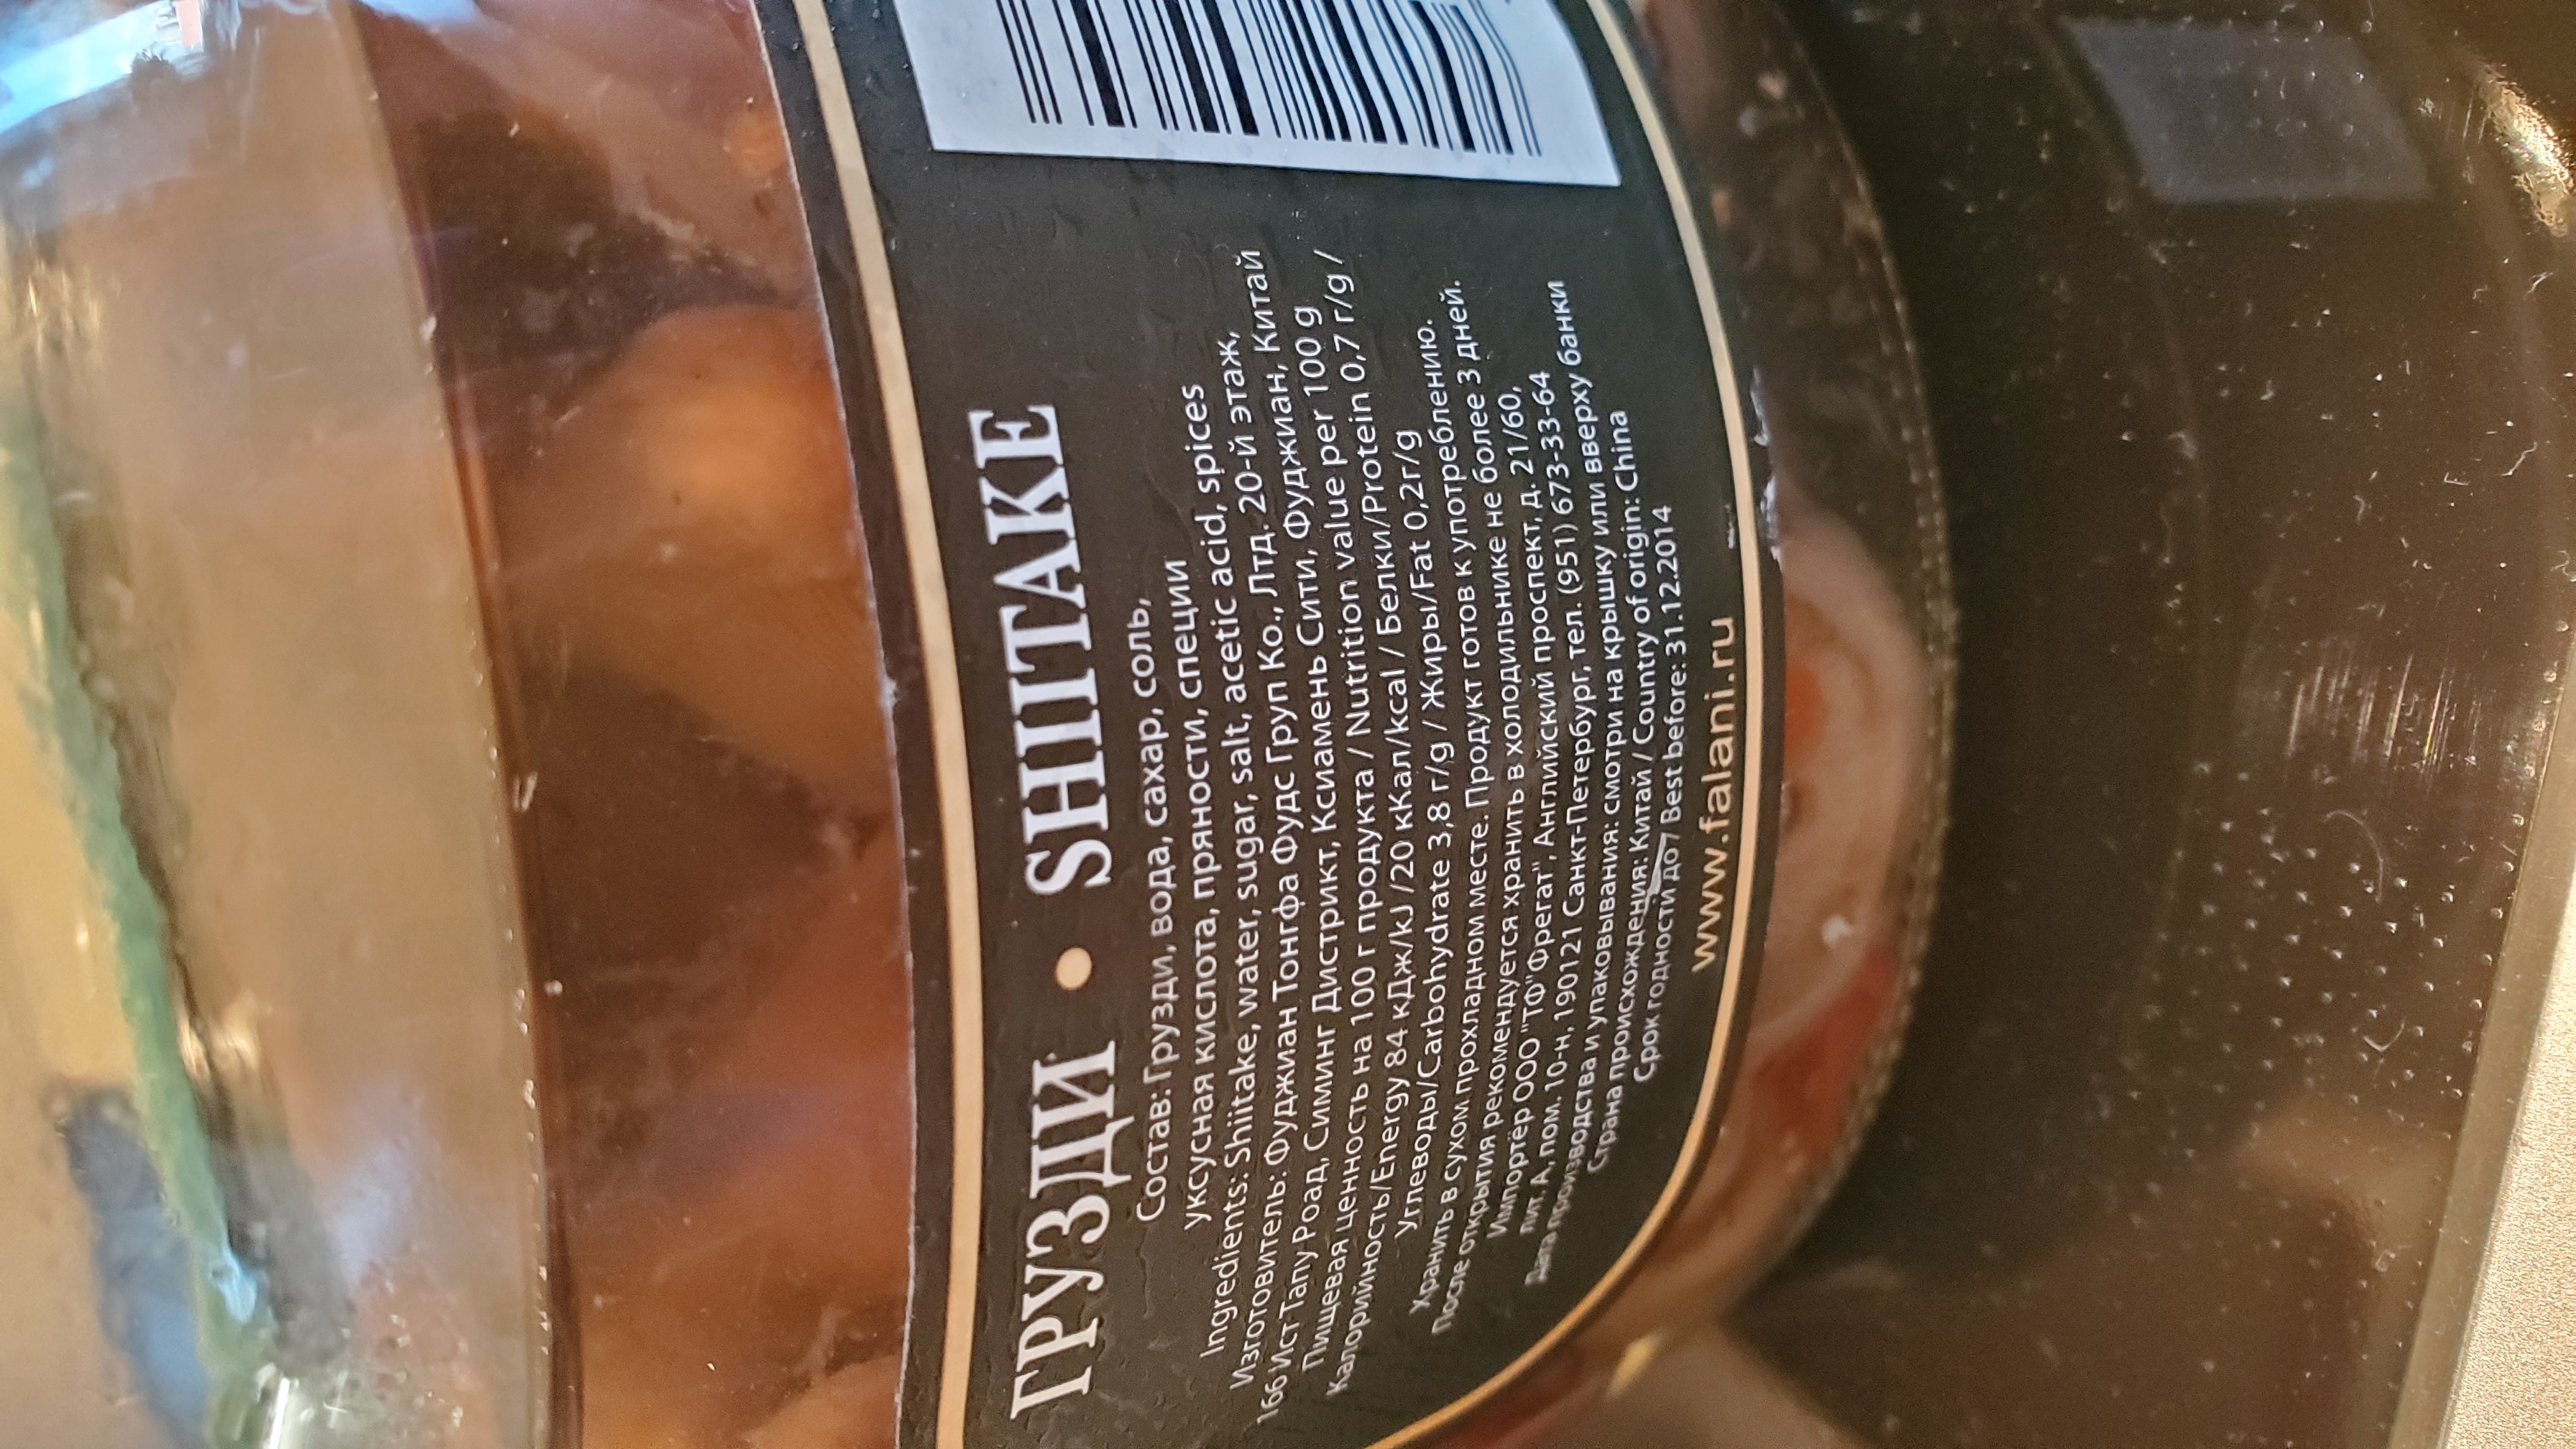 ГРУЗДИ • SHIITAKE
Состав: Грузди, вода, сахар, соль,
уксусная кислота, пряности, специи
Ingredients: Shiitake, water, sugar, salt, acetic acid, spices
Изготовитель: Фуджиан Тонгфа Фудс Груп Ко., Лтд. 20-й этаж,
166 Ист Тапу Роад, Симинг Дистрикт, Ксиамень Сити, Фуджиан, Китай
Пищевая ценность на 100 г продукта / Nutrition value per 100 g
Калорийность/Energy 84 кДж/kJ /20 кКал/kcal / Белки/Protein 0,7 г/g /
Углеводы/Carbohydrate 3,8 г/g / Жиры/Fat 0,2г/g
Хранить в сухом прохладном месте. Продукт готов к употреблению.
После открытия рекомендуется хранить в холодильнике не более 3 дней.
Импортёр ООО "ТФ"Фрегат", Английский проспект, д. 21/60,
лит. А, пом. 10-н, 190121 Санкт-Петербург, тел. (951) 673-33-64
Дата производства и упаковывания: смотри на крышку или вверху банки
Страна происхождения: Китай / Country of origin: China
Срок годности до / Best before: 31.12.2014
www.falani.ru